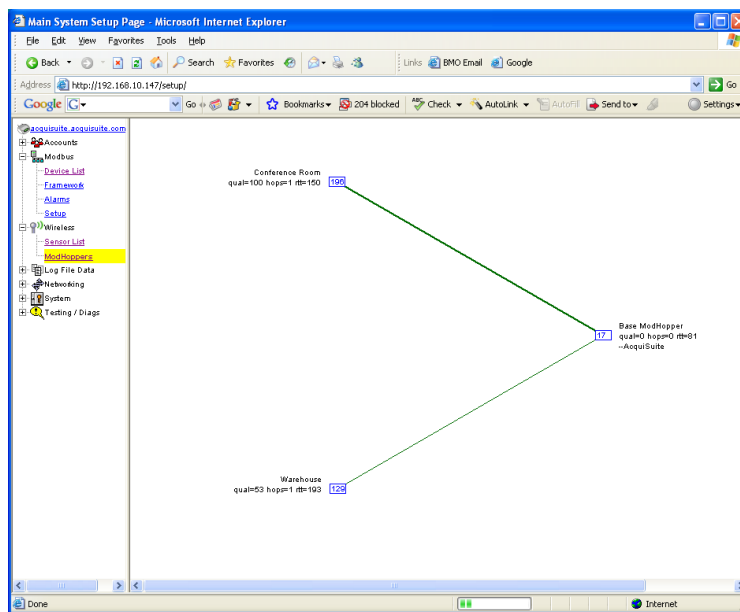 Main System Setup Page - Microsoft Internet Explorer
File Edit View Favorites Tools Help
Back Search Favorites Links BMO Email Google
Address http://192.168.10.147/setup/ Go
Google G Go Bookmarks 204 blocked Check AutoLink AutoFill Send to Settings
acquisuite.acquisuite.com
Accounts
Modbus
Device List
Framework
Alarms
Setup
Wireless
Sensor List
ModHoppers
Log File Data
Networking
System
Testing / Diags
Conference Room
qual=100 hops=1 rtt=150 196
Base ModHopper
17 qual=0 hops=0 rtt=81
--AcquiSuite
Warehouse
qual=53 hops=1 rtt=193 129
Done Internet